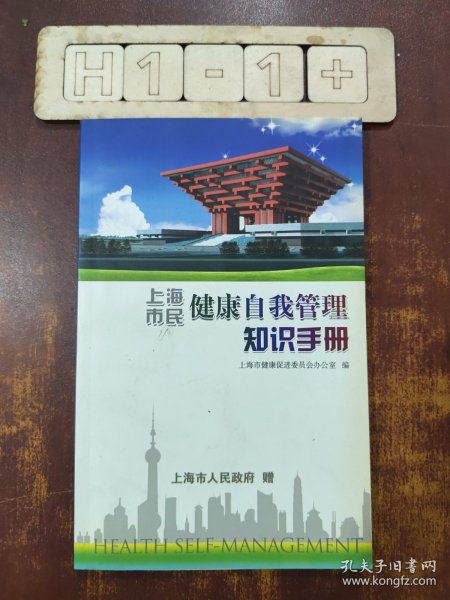 H1-1+
上海市民
健康自我管理
知识手册
上海市健康促进委员会办公室 编
上海市人民政府 赠
HEALTH SELF-MANAGEMENT
孔夫子旧书网
www.kongfz.com